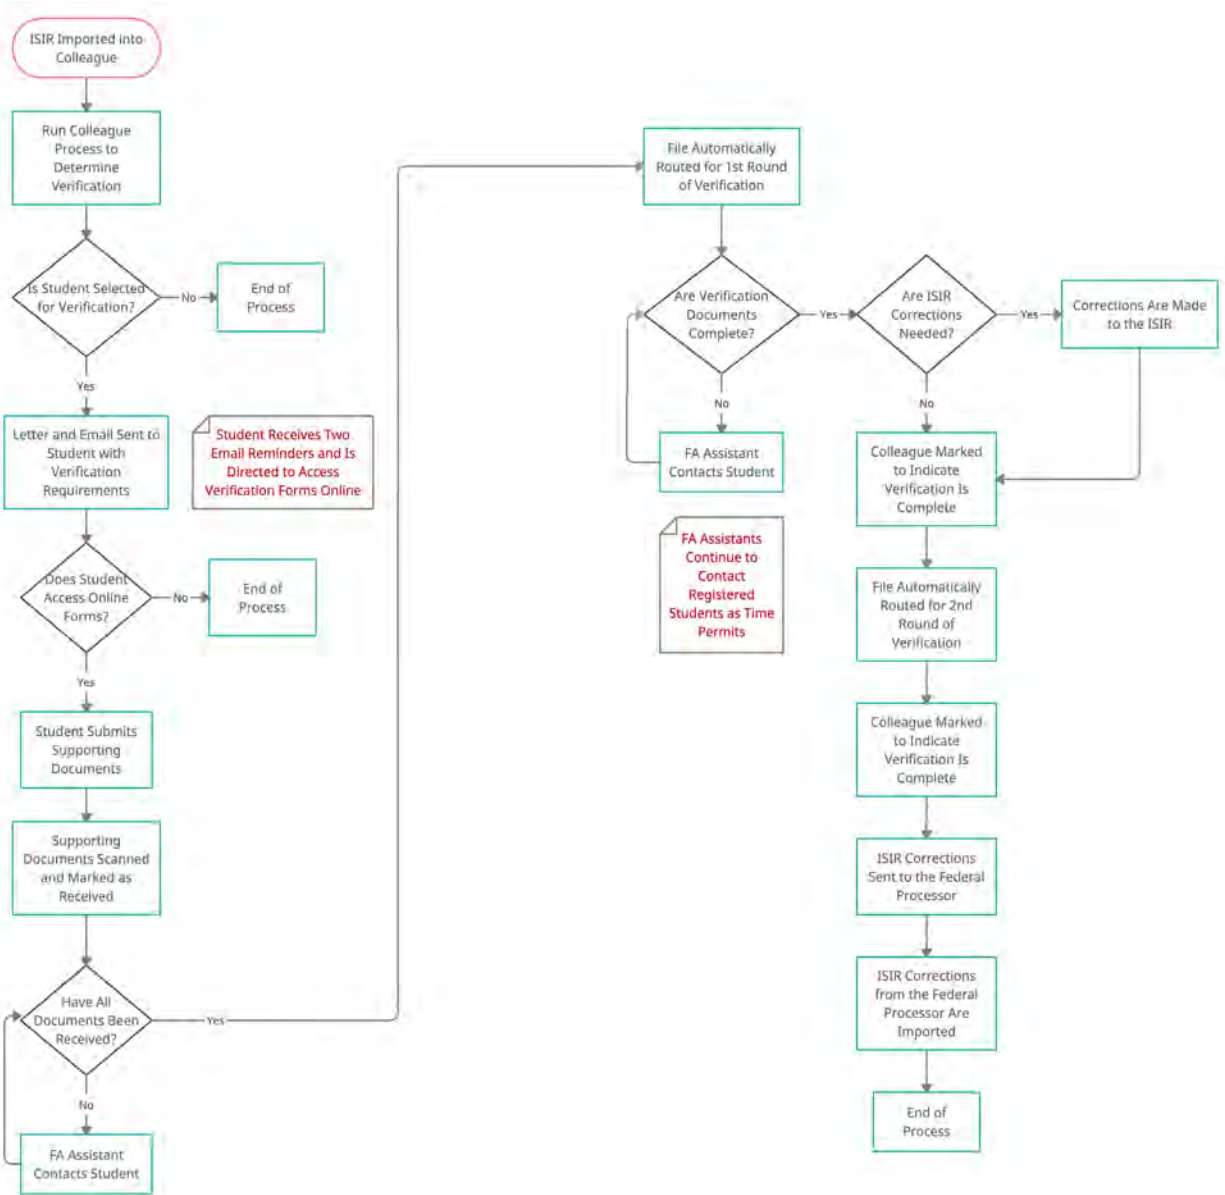 ISIR Imported into
Colleague
Run Colleague
Process to
Determine
Verification
Is Student Selected
for Verification?
No
End of
Process
Yes
Letter and Email Sent to
Student with
Verification
Requirements
Student Receives Two
Email Reminders and Is
Directed to Access
Verification Forms Online
Does Student
Access Online
Forms?
No
End of
Process
Yes
Student Submits
Supporting
Documents
Supporting
Documents Scanned
and Marked as
Received
Have All
Documents Been
Received?
Yes
No
FA Assistant
Contacts Student
File Automatically
Routed for 1st Round
of Verification
Are Verification
Documents
Complete?
Yes
No
FA Assistant
Contacts Student
FA Assistants
Continue to
Contact
Registered
Students as Time
Permits
Are ISIR
Corrections
Needed?
Yes
Corrections Are Made
to the ISIR
No
Colleague Marked
to Indicate
Verification Is
Complete
File Automatically
Routed for 2nd
Round of
Verification
Colleague Marked
to Indicate
Verification Is
Complete
ISIR Corrections
Sent to the Federal
Processor
ISIR Corrections
from the Federal
Processor Are
Imported
End of
Process